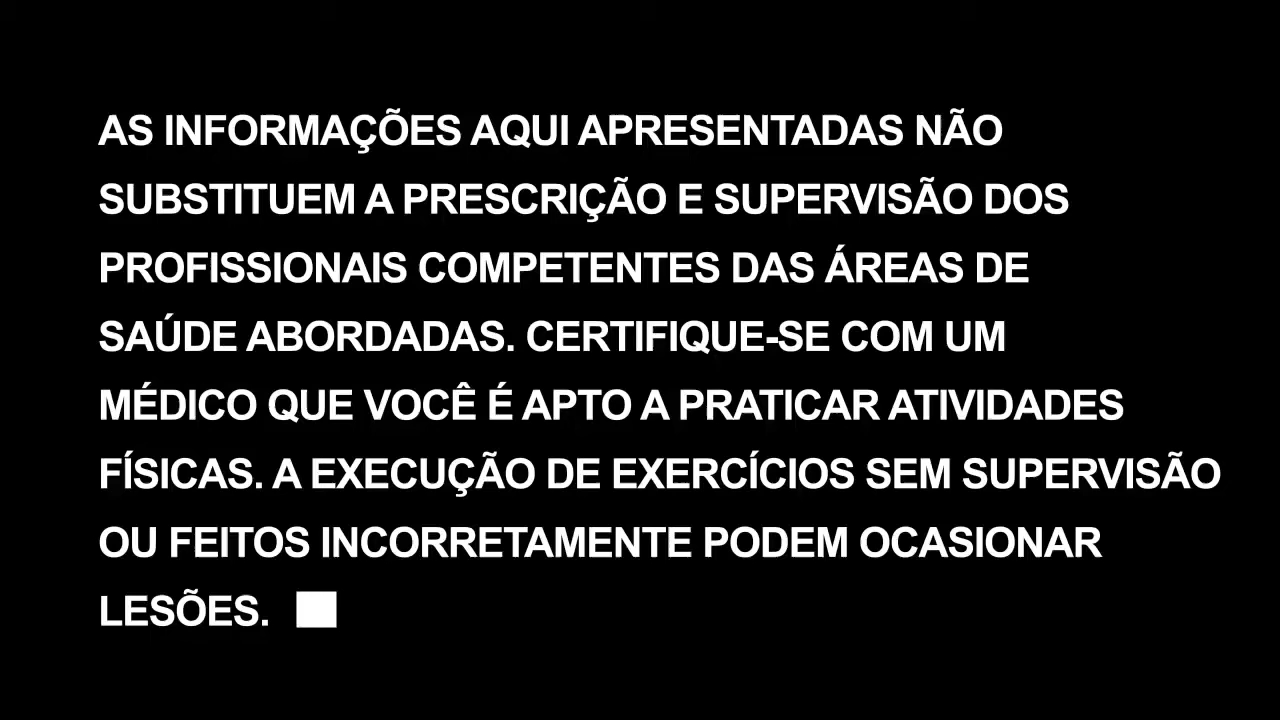 AS INFORMAÇÕES AQUI APRESENTADAS NÃO
SUBSTITUEM A PRESCRIÇÃO E SUPERVISÃO DOS
PROFISSIONAIS COMPETENTES DAS ÁREAS DE
SAÚDE ABORDADAS. CERTIFIQUE-SE COM UM
MÉDICO QUE VOCÊ É APTO A PRATICAR ATIVIDADES
FÍSICAS. A EXECUÇÃO DE EXERCÍCIOS SEM SUPERVISÃO
OU FEITOS INCORRETAMENTE PODEM OCASIONAR
LESÕES.